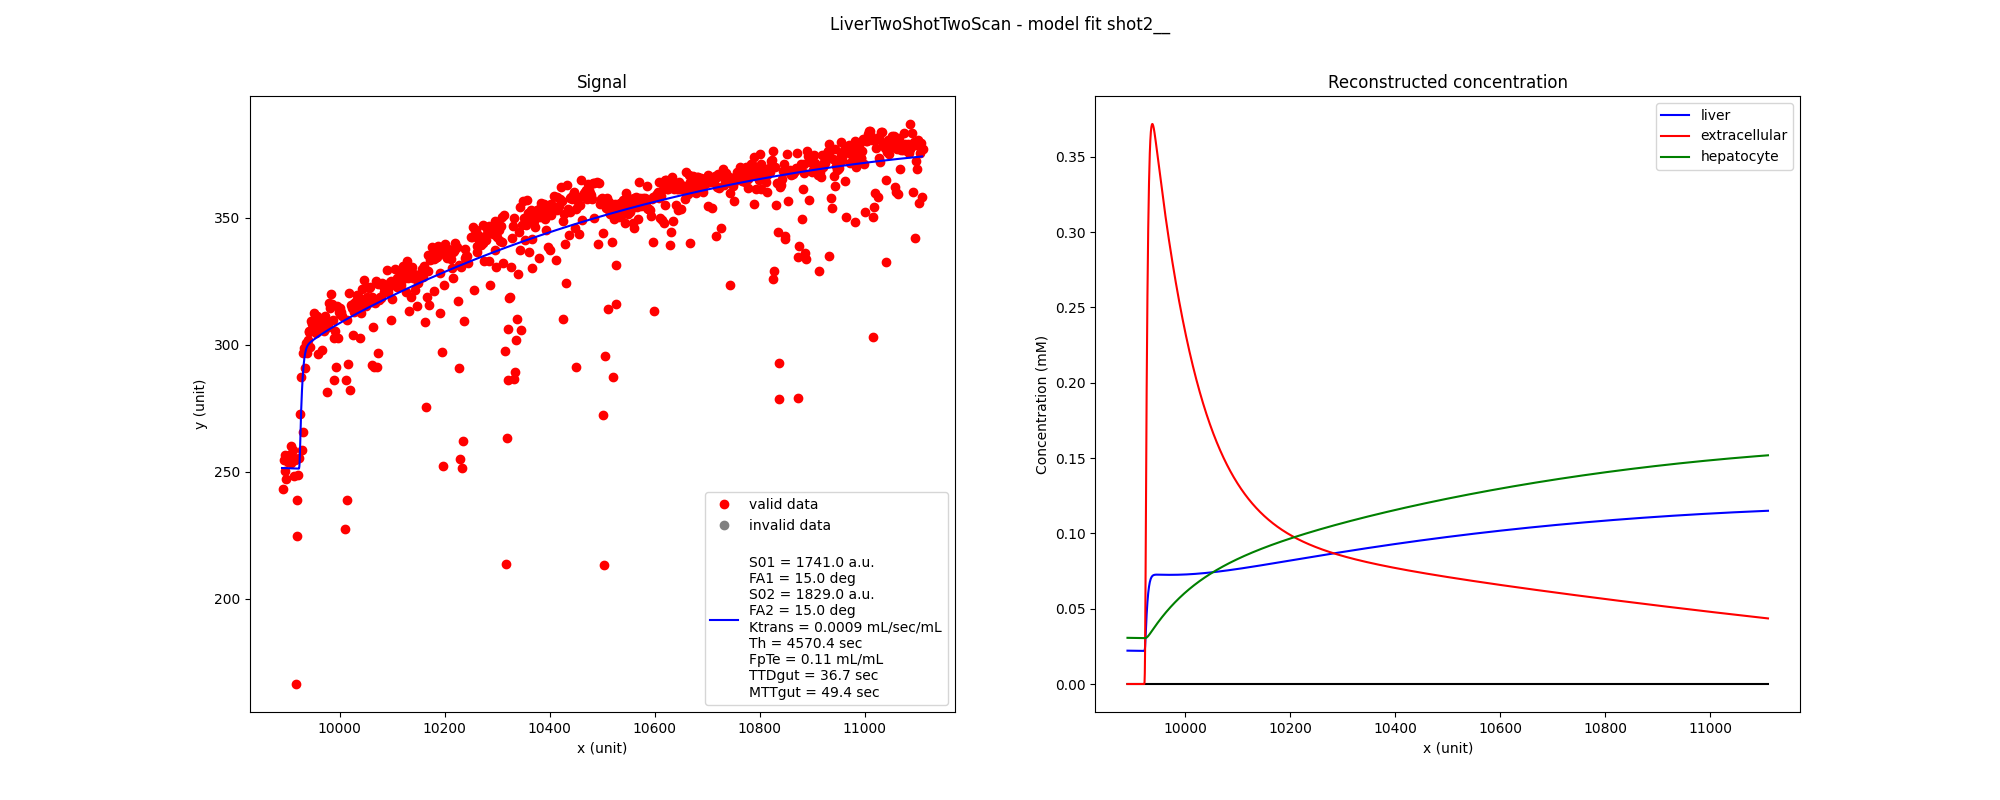 LiverTwoShotTwoScan - model fit shot2__
Signal
350
300
250
200
y (unit)
10000 10200 10400 10600 10800 11000
x (unit)
valid data
invalid data
S01 = 1741.0 a.u.
FA1 = 15.0 deg
S02 = 1829.0 a.u.
FA2 = 15.0 deg
Ktrans = 0.0009 mL/sec/mL
Th = 4570.4 sec
FpTe = 0.11 mL/mL
TTDgut = 36.7 sec
MTTgut = 49.4 sec
Reconstructed concentration
0.35
0.30
0.25
0.20
0.15
0.10
0.05
0.00
Concentration (mM)
10000 10200 10400 10600 10800 11000
x (unit)
liver
extracellular
hepatocyte